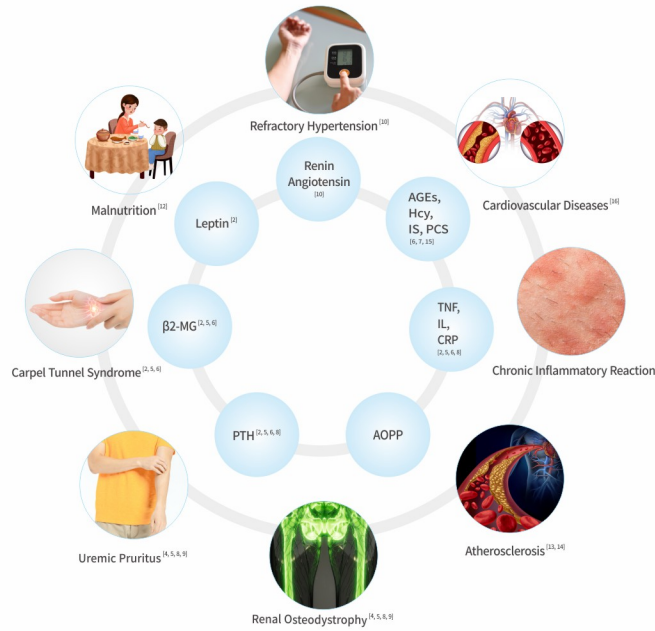 Refractory Hypertension [10]
Malnutrition [12]
Cardiovascular Diseases [16]
Renin
Angiotensin
[10]
Leptin [2]
AGEs,
Hcy,
IS, PCS
[6, 7, 15]
β2-MG [2, 5, 6]
TNF,
IL,
CRP
[2, 5, 6, 8]
Carpel Tunnel Syndrome [2, 5, 6]
Chronic Inflammatory Reaction
PTH [2, 5, 6, 8]
AOPP
Uremic Pruritus [4, 5, 8, 9]
Atherosclerosis [13, 14]
Renal Osteodystrophy [4, 5, 8, 9]